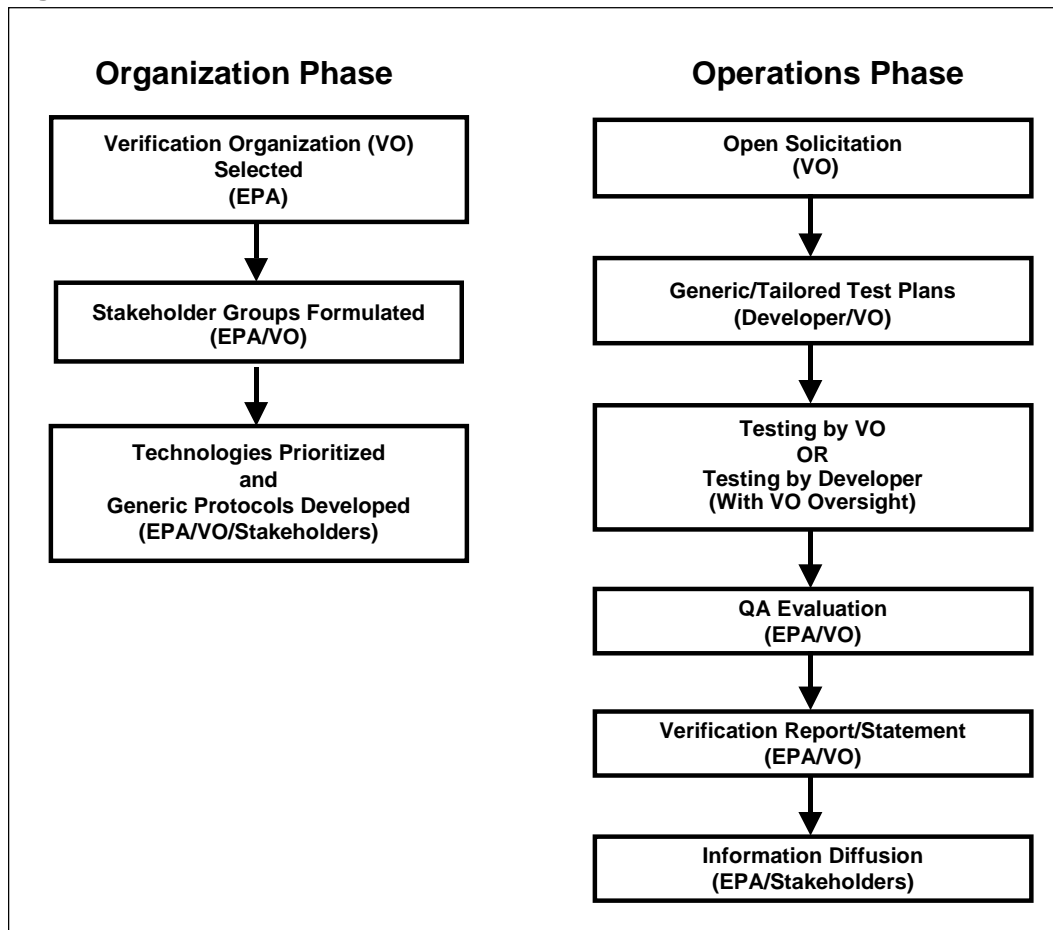 Organization Phase
Verification Organization (VO)
Selected
(EPA)
Stakeholder Groups Formulated
(EPA/VO)
Technologies Prioritized
and
Generic Protocols Developed
(EPA/VO/Stakeholders)
Operations Phase
Open Solicitation
(VO)
Generic/Tailored Test Plans
(Developer/VO)
Testing by VO
OR
Testing by Developer
(With VO Oversight)
QA Evaluation
(EPA/VO)
Verification Report/Statement
(EPA/VO)
Information Diffusion
(EPA/Stakeholders)